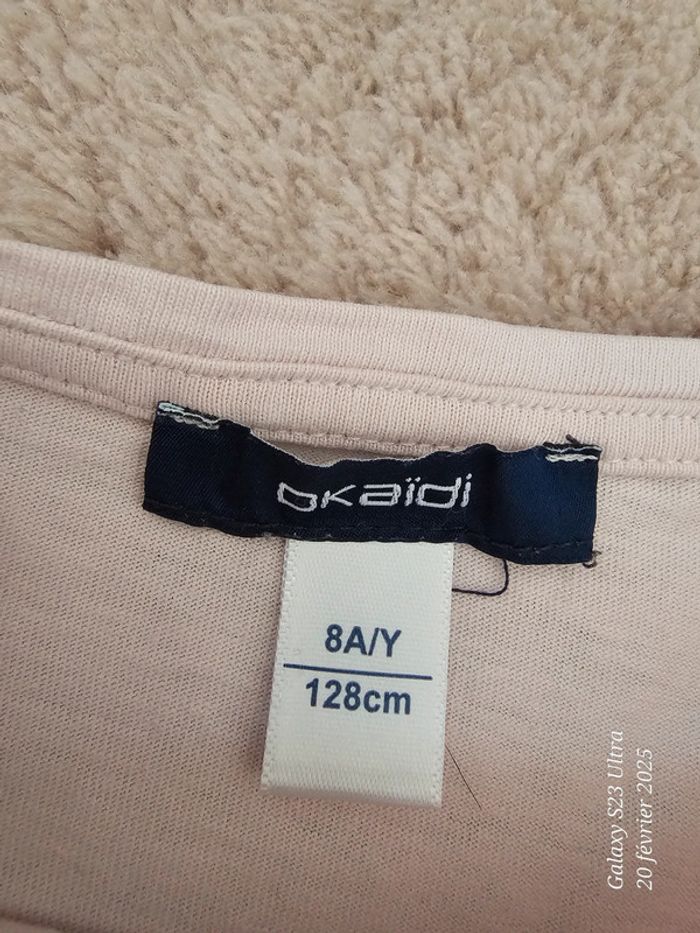 okaïdi
8A/Y
128cm
Galaxy S23 Ultra
20 février 2025